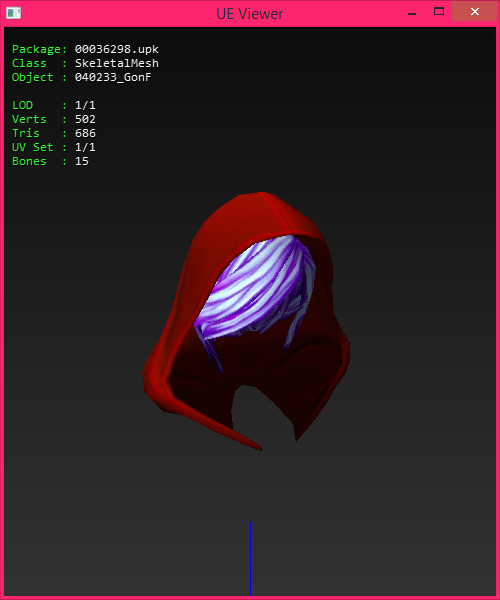 UE Viewer
Package: 00036298.upk
Class : SkeletalMesh
Object : 040233_GonF
LOD : 1/1
Verts : 502
Tris : 686
UV Set : 1/1
Bones : 15